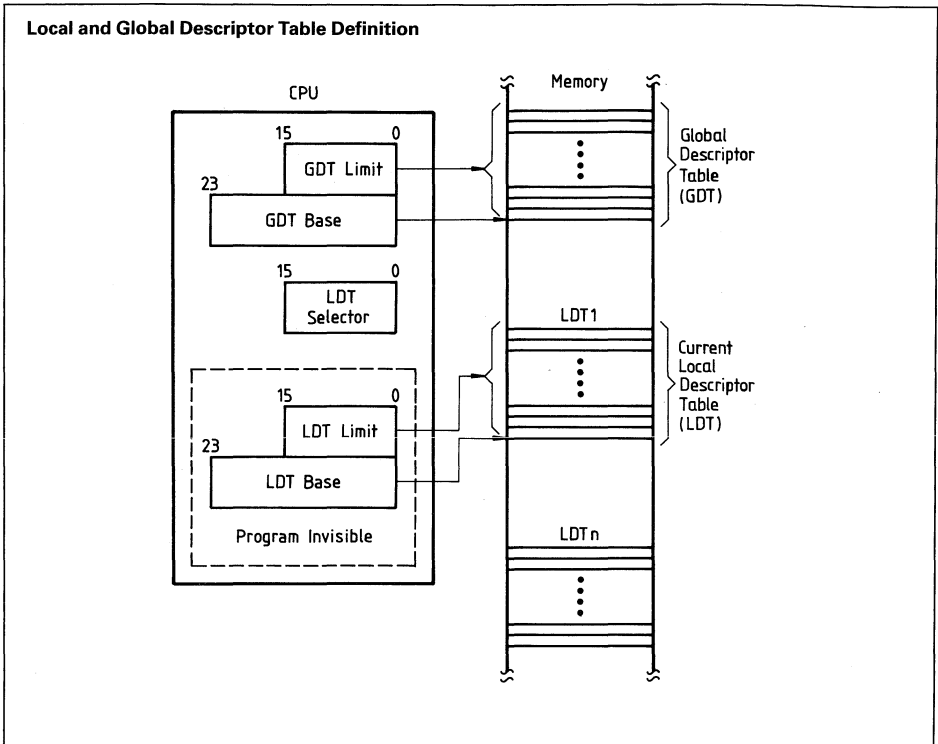 Local and Global Descriptor Table Definition
CPU
15 0
GDT Limit
23
GDT Base
15 0
LDT
Selector
15 0
LDT Limit
23
LDT Base
Program Invisible
Memory
Global
Descriptor
Table
(GDT)
LDT1
Current
Local
Descriptor
Table
(LDT)
LDTn